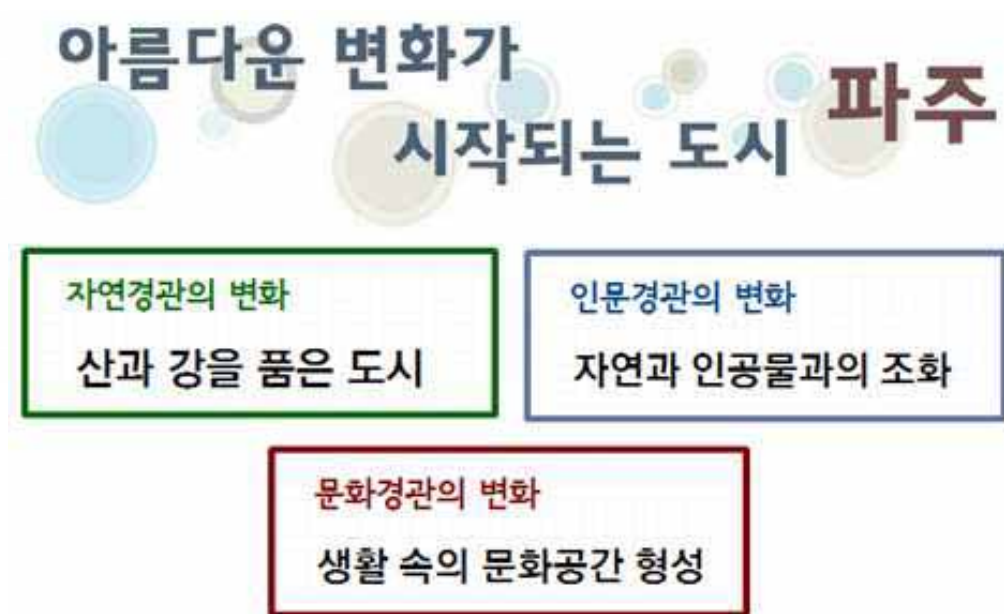 아름다운 변화가
시작되는 도시 파주
자연경관의 변화
산과 강을 품은 도시
인문경관의 변화
자연과 인공물과의 조화
문화경관의 변화
생활 속의 문화공간 형성